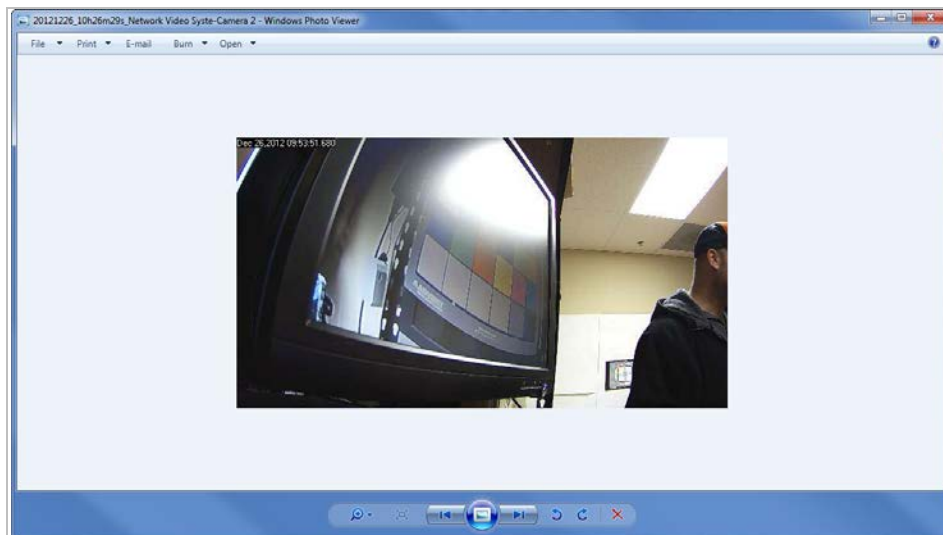 20121226_10h26m29s_Network Video Syste-Camera 2 - Windows Photo Viewer
File Print E-mail Burn Open
Dec 26,2012 09:53:51.680